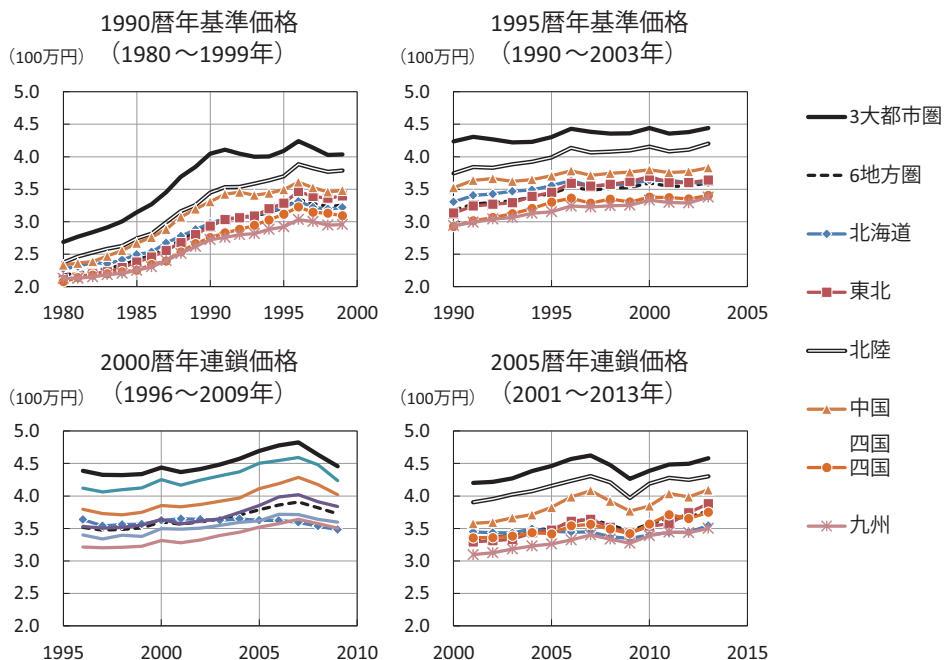 1990暦年基準価格
（100万円）
（1980～1999年）
5.0
4.5
4.0
3.5
3.0
2.5
2.0
1980
1985
1990
1995
2000
1995暦年基準価格
（100万円）
（1990～2003年）
5.0
4.5
4.0
3.5
3.0
2.5
2.0
1990
1995
2000
2005
2000暦年連鎖価格
（100万円）
（1996～2009年）
5.0
4.5
4.0
3.5
3.0
2.5
2.0
1995
2000
2005
2010
2005暦年連鎖価格
（100万円）
（2001～2013年）
5.0
4.5
4.0
3.5
3.0
2.5
2.0
2000
2005
2010
2015
3大都市圏
6地方圏
北海道
東北
北陸
中国
四国
四国
九州